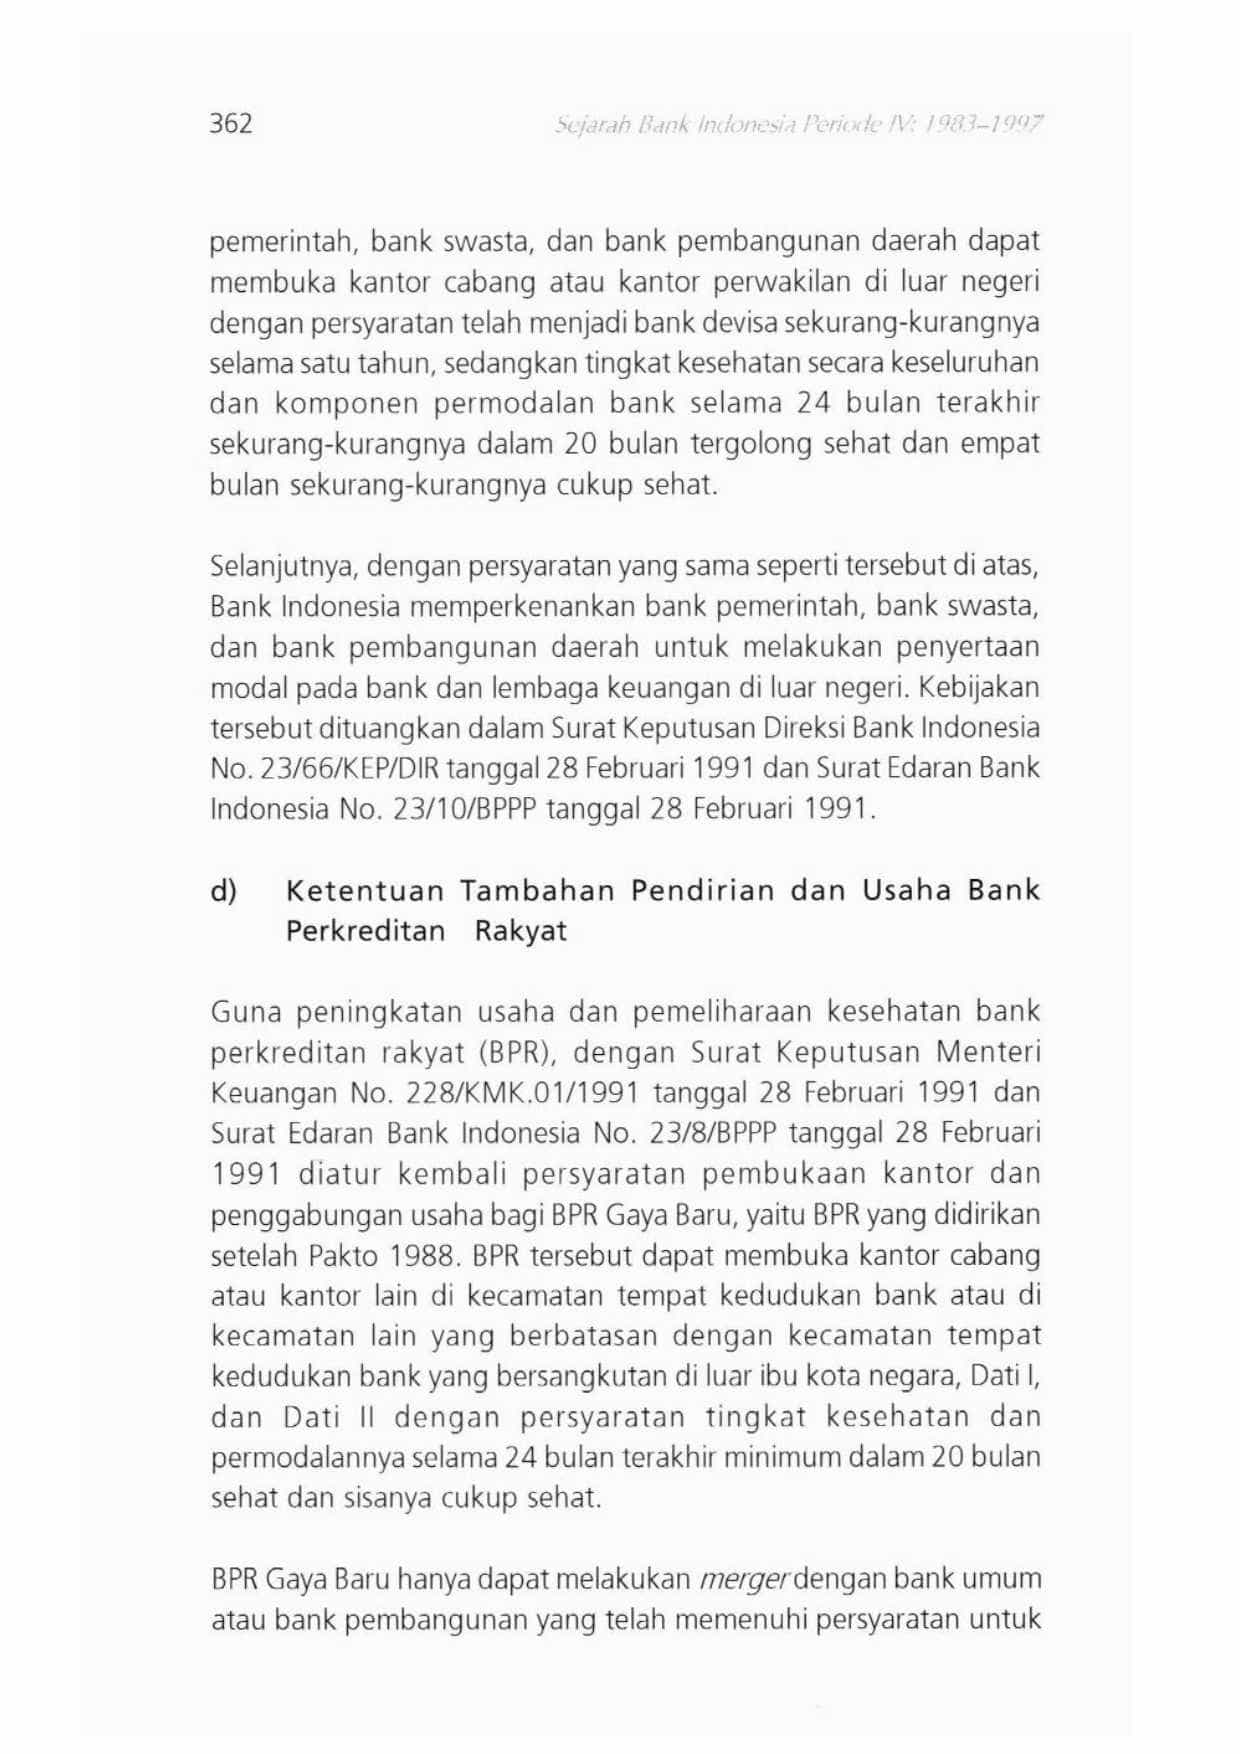 362
Sejarah Bank Indonesia Periode IV: 1983–1997
pemerintah, bank swasta, dan bank pembangunan daerah dapat
membuka kantor cabang atau kantor perwakilan di luar negeri
dengan persyaratan telah menjadi bank devisa sekurang-kurangnya
selama satu tahun, sedangkan tingkat kesehatan secara keseluruhan
dan komponen permodalan bank selama 24 bulan terakhir
sekurang-kurangnya dalam 20 bulan tergolong sehat dan empat
bulan sekurang-kurangnya cukup sehat.
Selanjutnya, dengan persyaratan yang sama seperti tersebut di atas,
Bank Indonesia memperkenankan bank pemerintah, bank swasta,
dan bank pembangunan daerah untuk melakukan penyertaan
modal pada bank dan lembaga keuangan di luar negeri. Kebijakan
tersebut dituangkan dalam Surat Keputusan Direksi Bank Indonesia
No. 23/66/KEP/DIR tanggal 28 Februari 1991 dan Surat Edaran Bank
Indonesia No. 23/10/BPPP tanggal 28 Februari 1991.
d) Ketentuan Tambahan Pendirian dan Usaha Bank
Perkreditan Rakyat
Guna peningkatan usaha dan pemeliharaan kesehatan bank
perkreditan rakyat (BPR), dengan Surat Keputusan Menteri
Keuangan No. 228/KMK.01/1991 tanggal 28 Februari 1991 dan
Surat Edaran Bank Indonesia No. 23/8/BPPP tanggal 28 Februari
1991 diatur kembali persyaratan pembukaan kantor dan
penggabungan usaha bagi BPR Gaya Baru, yaitu BPR yang didirikan
setelah Pakto 1988. BPR tersebut dapat membuka kantor cabang
atau kantor lain di kecamatan tempat kedudukan bank atau di
kecamatan lain yang berbatasan dengan kecamatan tempat
kedudukan bank yang bersangkutan di luar ibu kota negara, Dati I,
dan Dati II dengan persyaratan tingkat kesehatan dan
permodalannya selama 24 bulan terakhir minimum dalam 20 bulan
sehat dan sisanya cukup sehat.
BPR Gaya Baru hanya dapat melakukan merger dengan bank umum
atau bank pembangunan yang telah memenuhi persyaratan untuk